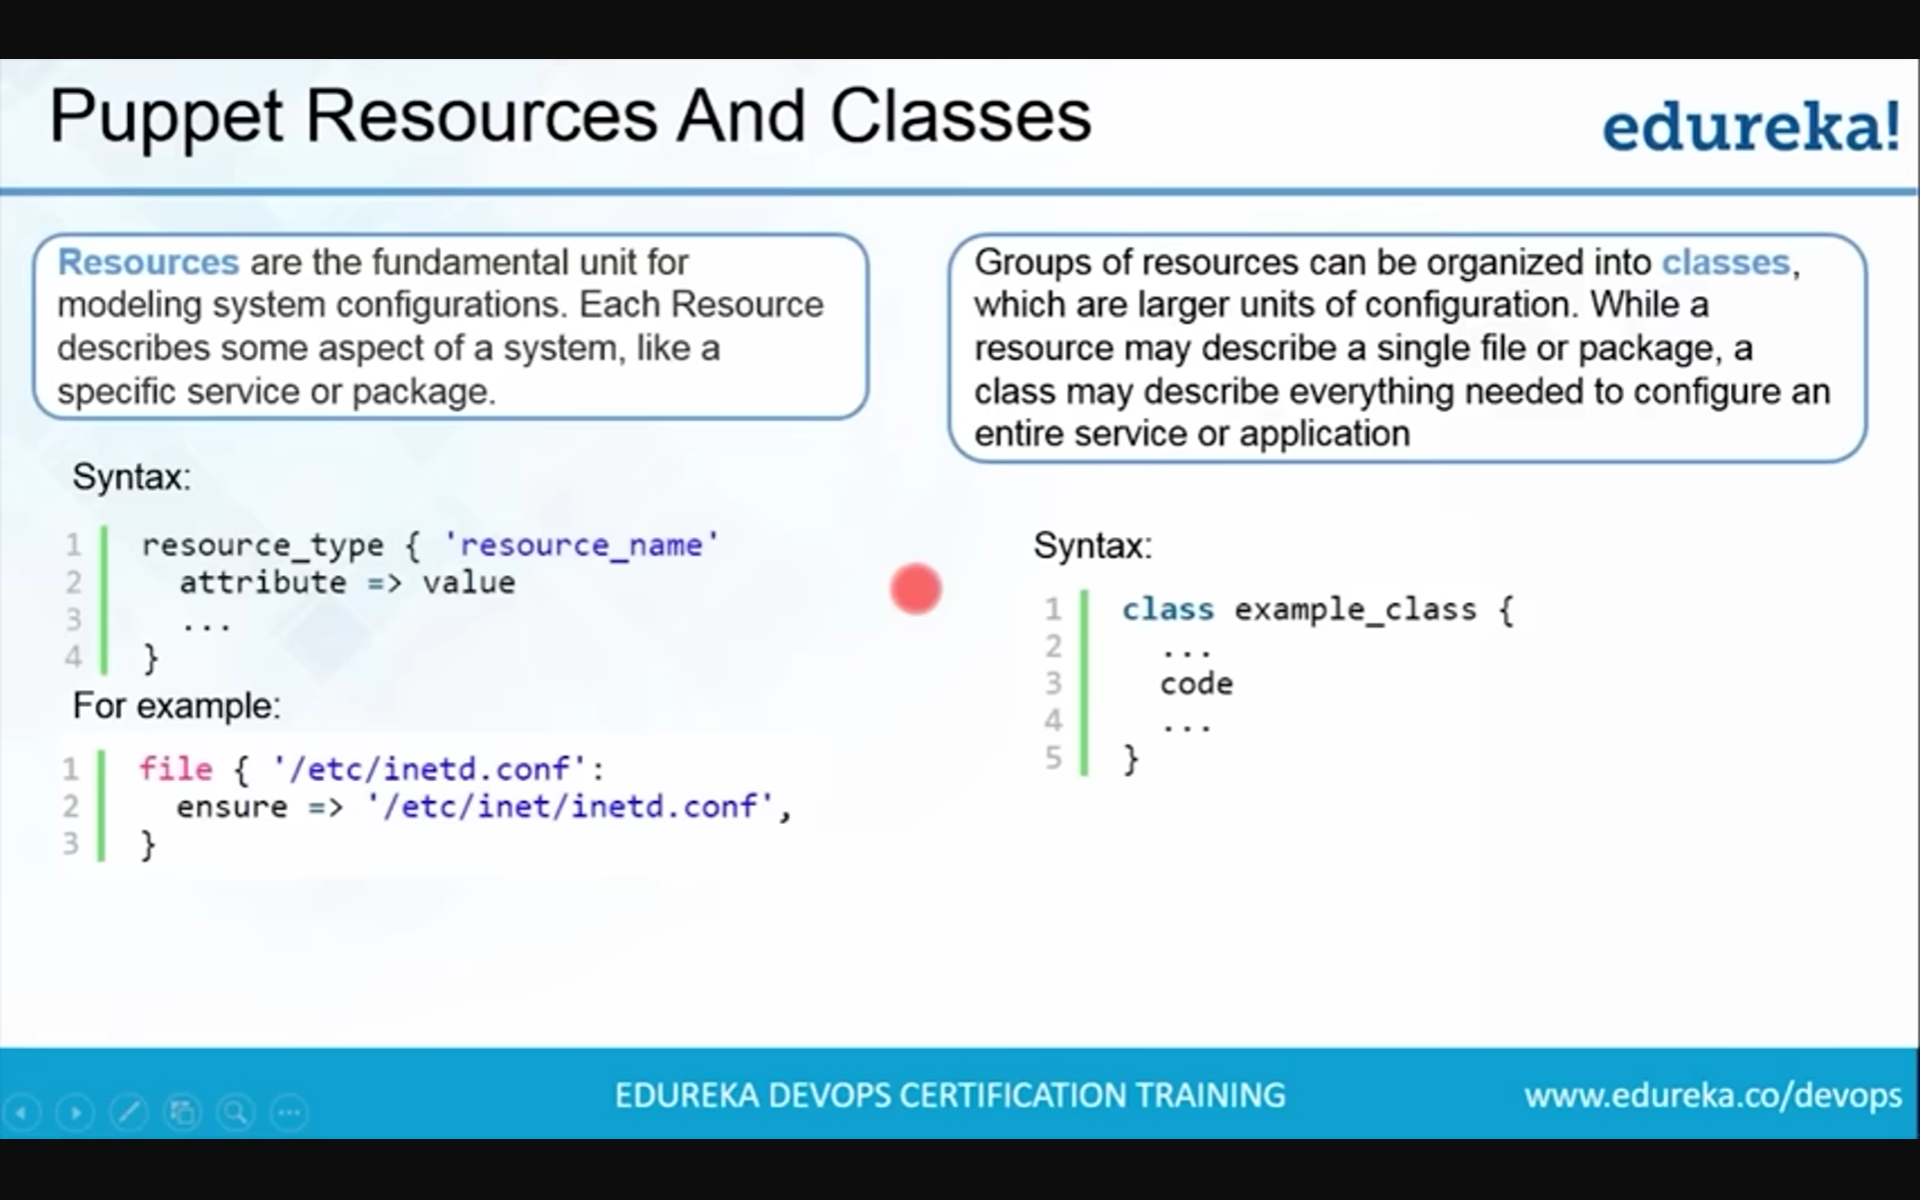 Puppet Resources And Classes
edureka!
Resources are the fundamental unit for
modeling system configurations. Each Resource
describes some aspect of a system, like a
specific service or package.
Syntax:
1 resource_type { 'resource_name'
2 attribute => value
3 ...
4 }
For example:
1 file { '/etc/inetd.conf':
2 ensure => '/etc/inet/inetd.conf',
3 }
Groups of resources can be organized into classes,
which are larger units of configuration. While a
resource may describe a single file or package, a
class may describe everything needed to configure an
entire service or application
Syntax:
1 class example_class {
2 ...
3 code
4 ...
5 }
EDUREKA DEVOPS CERTIFICATION TRAINING
www.edureka.co/devops